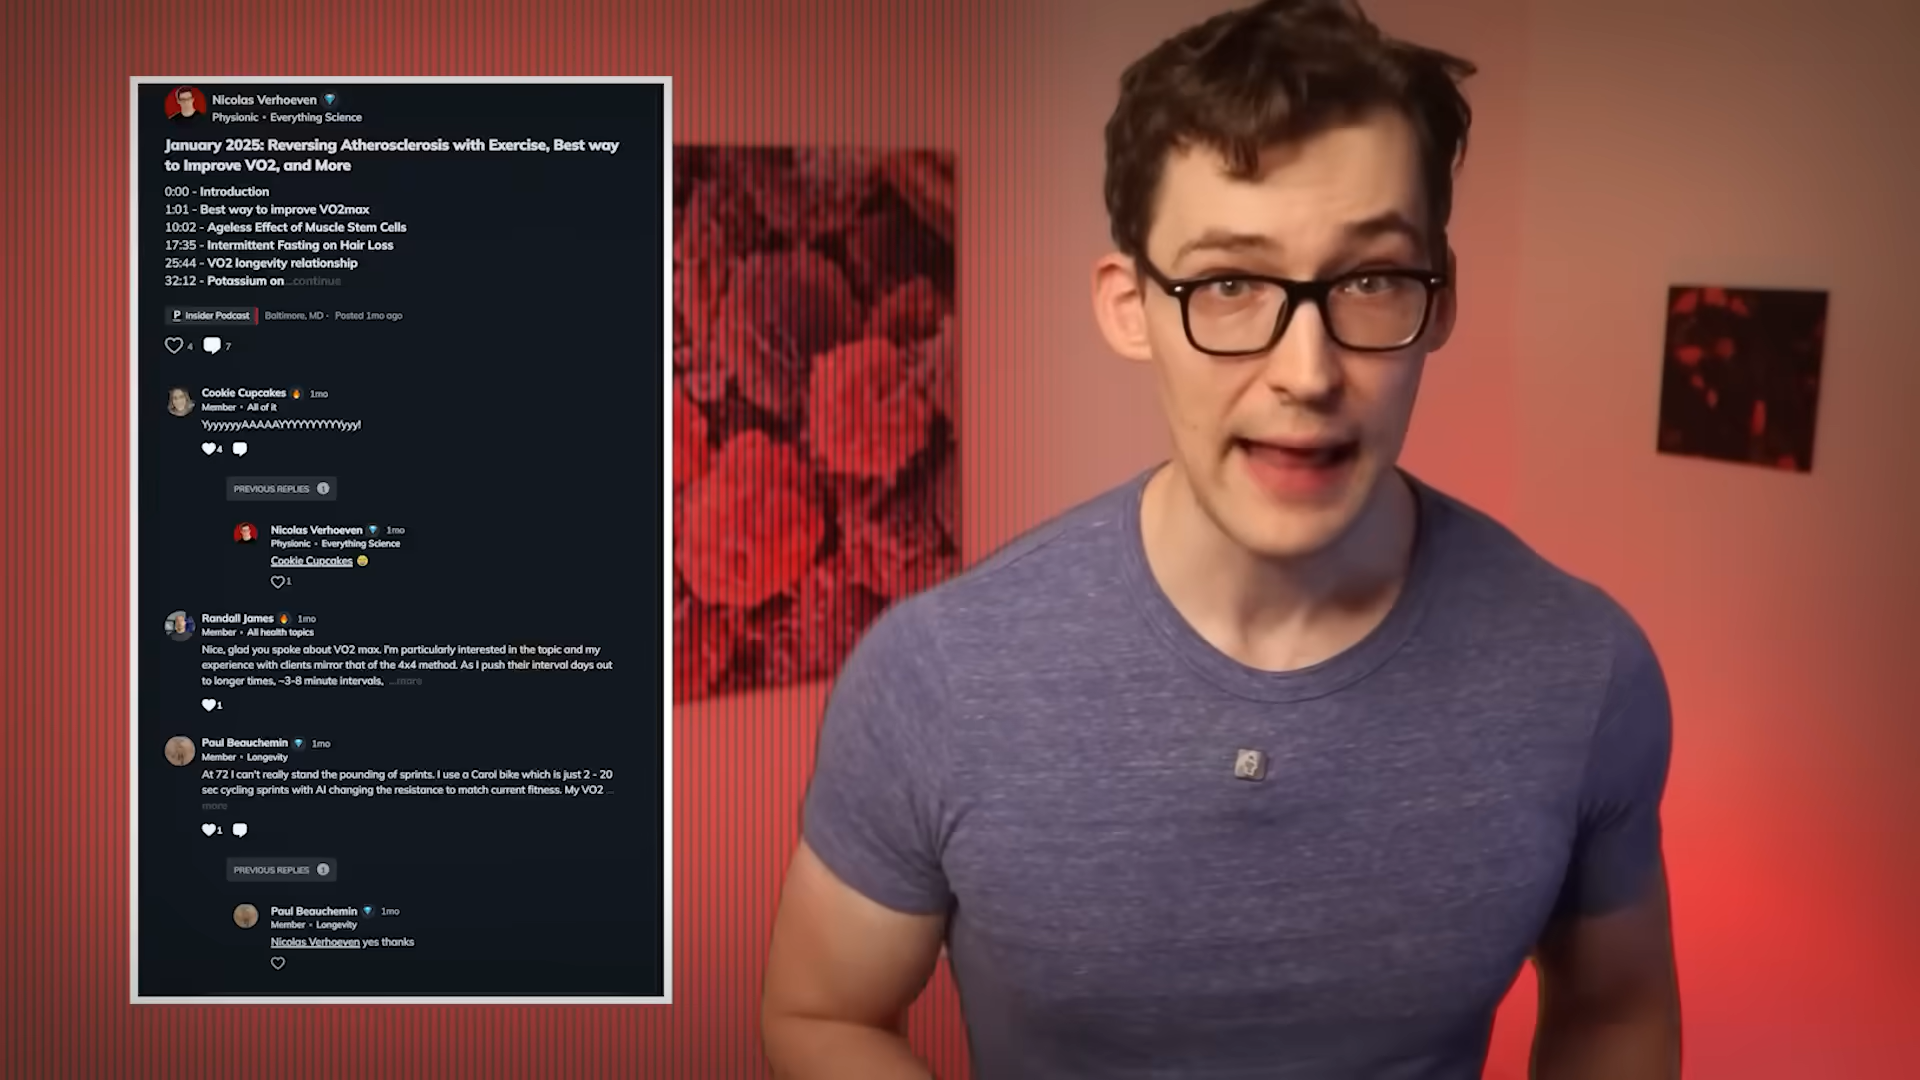 Nicolas Verhoeven
Physionic • Everything Science
January 2025: Reversing Atherosclerosis with Exercise, Best way
to Improve VO2, and More
0:00 - Introduction
1:01 - Best way to improve VO2max
10:02 - Ageless Effect of Muscle Stem Cells
17:35 - Intermittent Fasting on Hair Loss
25:44 - VO2 longevity relationship
32:12 - Potassium on ...continue
P Insider Podcast Baltimore, MD • Posted 1mo ago
4 7
Cookie Cupcakes 1mo
Member • All of it
YyyyyyyAAAAAYYYYYYYYYYyyy!
4
PREVIOUS REPLIES 1
Nicolas Verhoeven 1mo
Physionic • Everything Science
Cookie Cupcakes
1
Randall James 1mo
Member • All health topics
Nice, glad you spoke about VO2 max. I'm particularly interested in the topic and my
experience with clients mirror that of the 4x4 method. As I push their interval days out
to longer times, ~3-8 minute intervals, ...more
1
Paul Beauchemin 1mo
Member • Longevity
At 72 I can't really stand the pounding of sprints. I use a Carol bike which is just 2 - 20
sec cycling sprints with AI changing the resistance to match current fitness. My VO2 ...
more
1
PREVIOUS REPLIES 1
Paul Beauchemin 1mo
Member • Longevity
Nicolas Verhoeven yes thanks